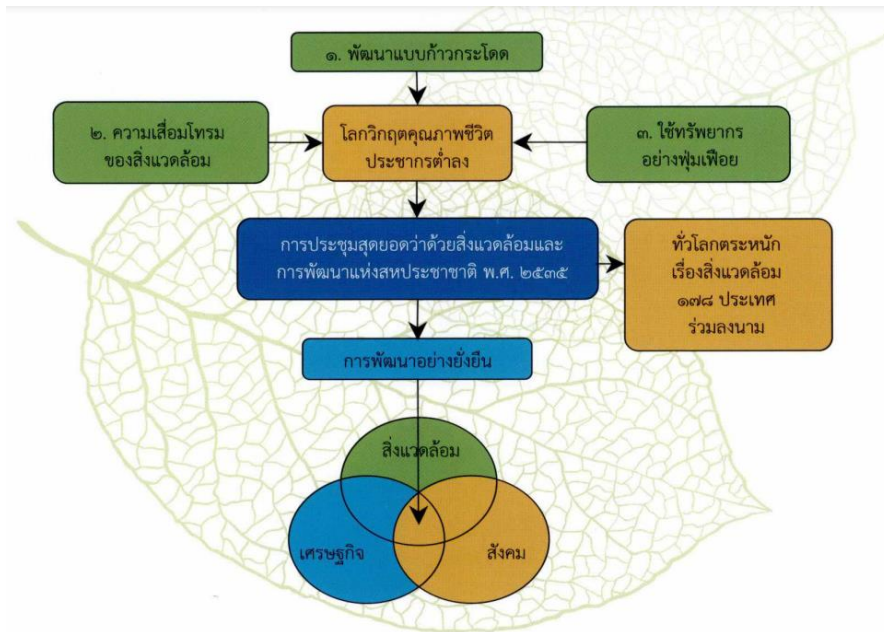 ๑. พัฒนาแบบก้าวกระโดด
๒. ความเสื่อมโทรม
ของสิ่งแวดล้อม
โลกวิกฤตคุณภาพชีวิต
ประชากรต่ำลง
๓. ใช้ทรัพยากร
อย่างฟุ่มเฟือย
การประชุมสุดยอดว่าด้วยสิ่งแวดล้อมและ
การพัฒนาแห่งสหประชาชาติ พ.ศ. ๒๕๓๕
ทั่วโลกตระหนัก
เรื่องสิ่งแวดล้อม
๑๗๘ ประเทศ
ร่วมลงนาม
การพัฒนาอย่างยั่งยืน
สิ่งแวดล้อม
เศรษฐกิจ
สังคม